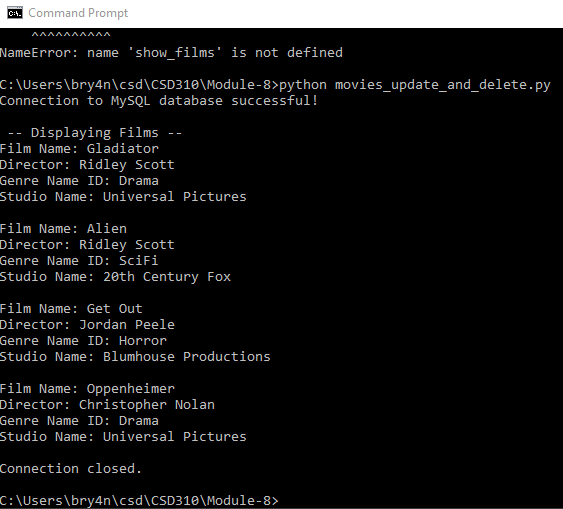 Command Prompt
^^^^^^^^^^
NameError: name 'show_films' is not defined
C:\Users\bry4n\csd\CSD310\Module-8>python movies_update_and_delete.py
Connection to MySQL database successful!
-- Displaying Films --
Film Name: Gladiator
Director: Ridley Scott
Genre Name ID: Drama
Studio Name: Universal Pictures
Film Name: Alien
Director: Ridley Scott
Genre Name ID: SciFi
Studio Name: 20th Century Fox
Film Name: Get Out
Director: Jordan Peele
Genre Name ID: Horror
Studio Name: Blumhouse Productions
Film Name: Oppenheimer
Director: Christopher Nolan
Genre Name ID: Drama
Studio Name: Universal Pictures
Connection closed.
C:\Users\bry4n\csd\CSD310\Module-8>